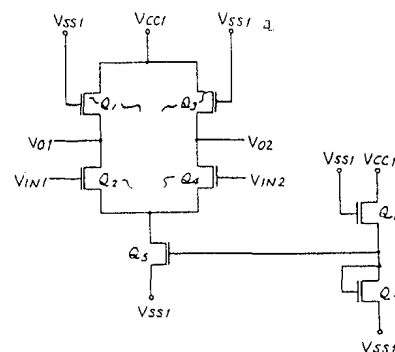 VSS1 VCC1 VSS1 a
Q1 Q3
VO1 VO2
VIN1 Q2 Q4 VIN2
VSS1 VCC1
Q5
VSS1
VSS1